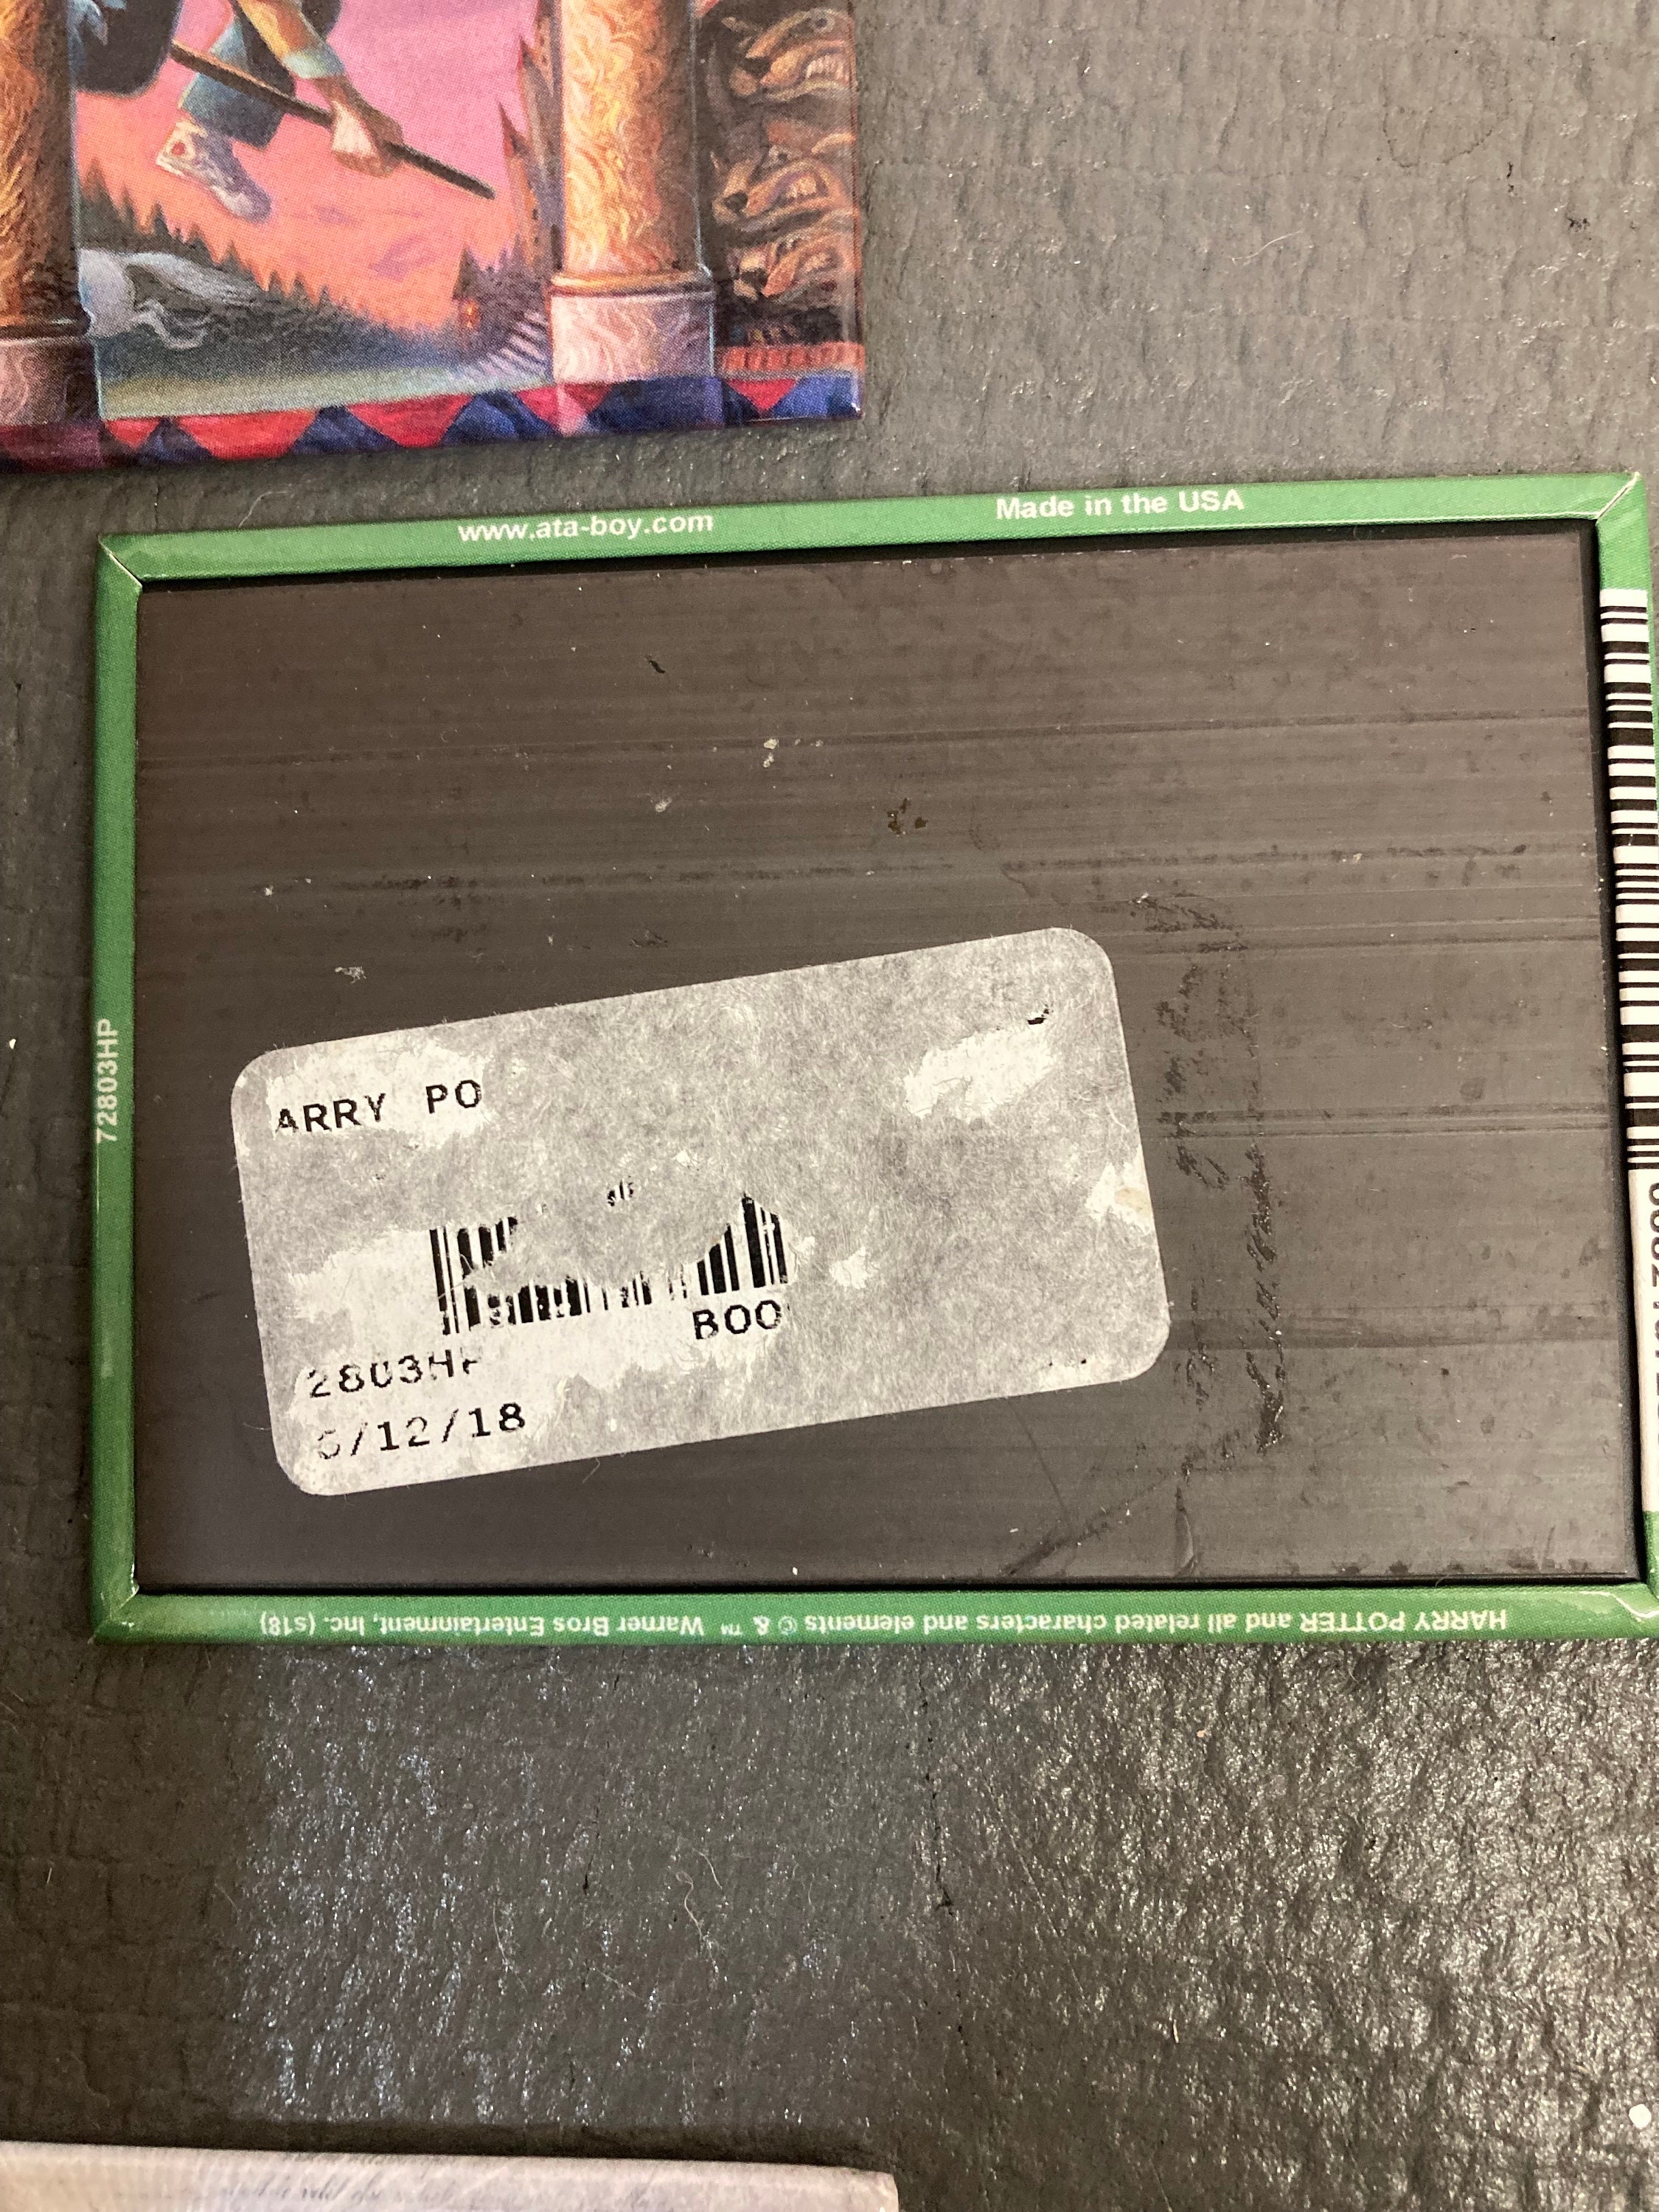 www.ata-boy.com
Made in the USA
72803HP
ARRY PO
BOO
2803HP
/12/18
HARRY POTTER and all related characters and elements © & ™ Warner Bros Entertainment, Inc. (s18)